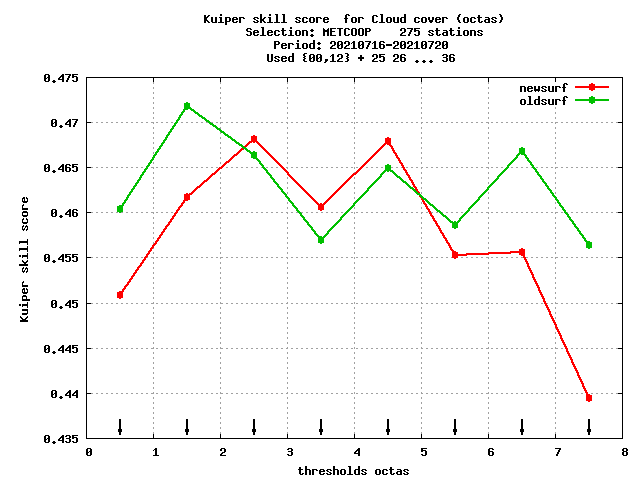 Kuiper skill score  for Cloud cover (octas)
Selection: METCOOP    275 stations
Period: 20210716-20210720
Used {00,12} + 25 26 ... 36
newsurf
oldsurf
0.475
0.47
0.465
0.46
0.455
0.45
0.445
0.44
0.435
Kuiper skill score
0 1 2 3 4 5 6 7 8
thresholds octas